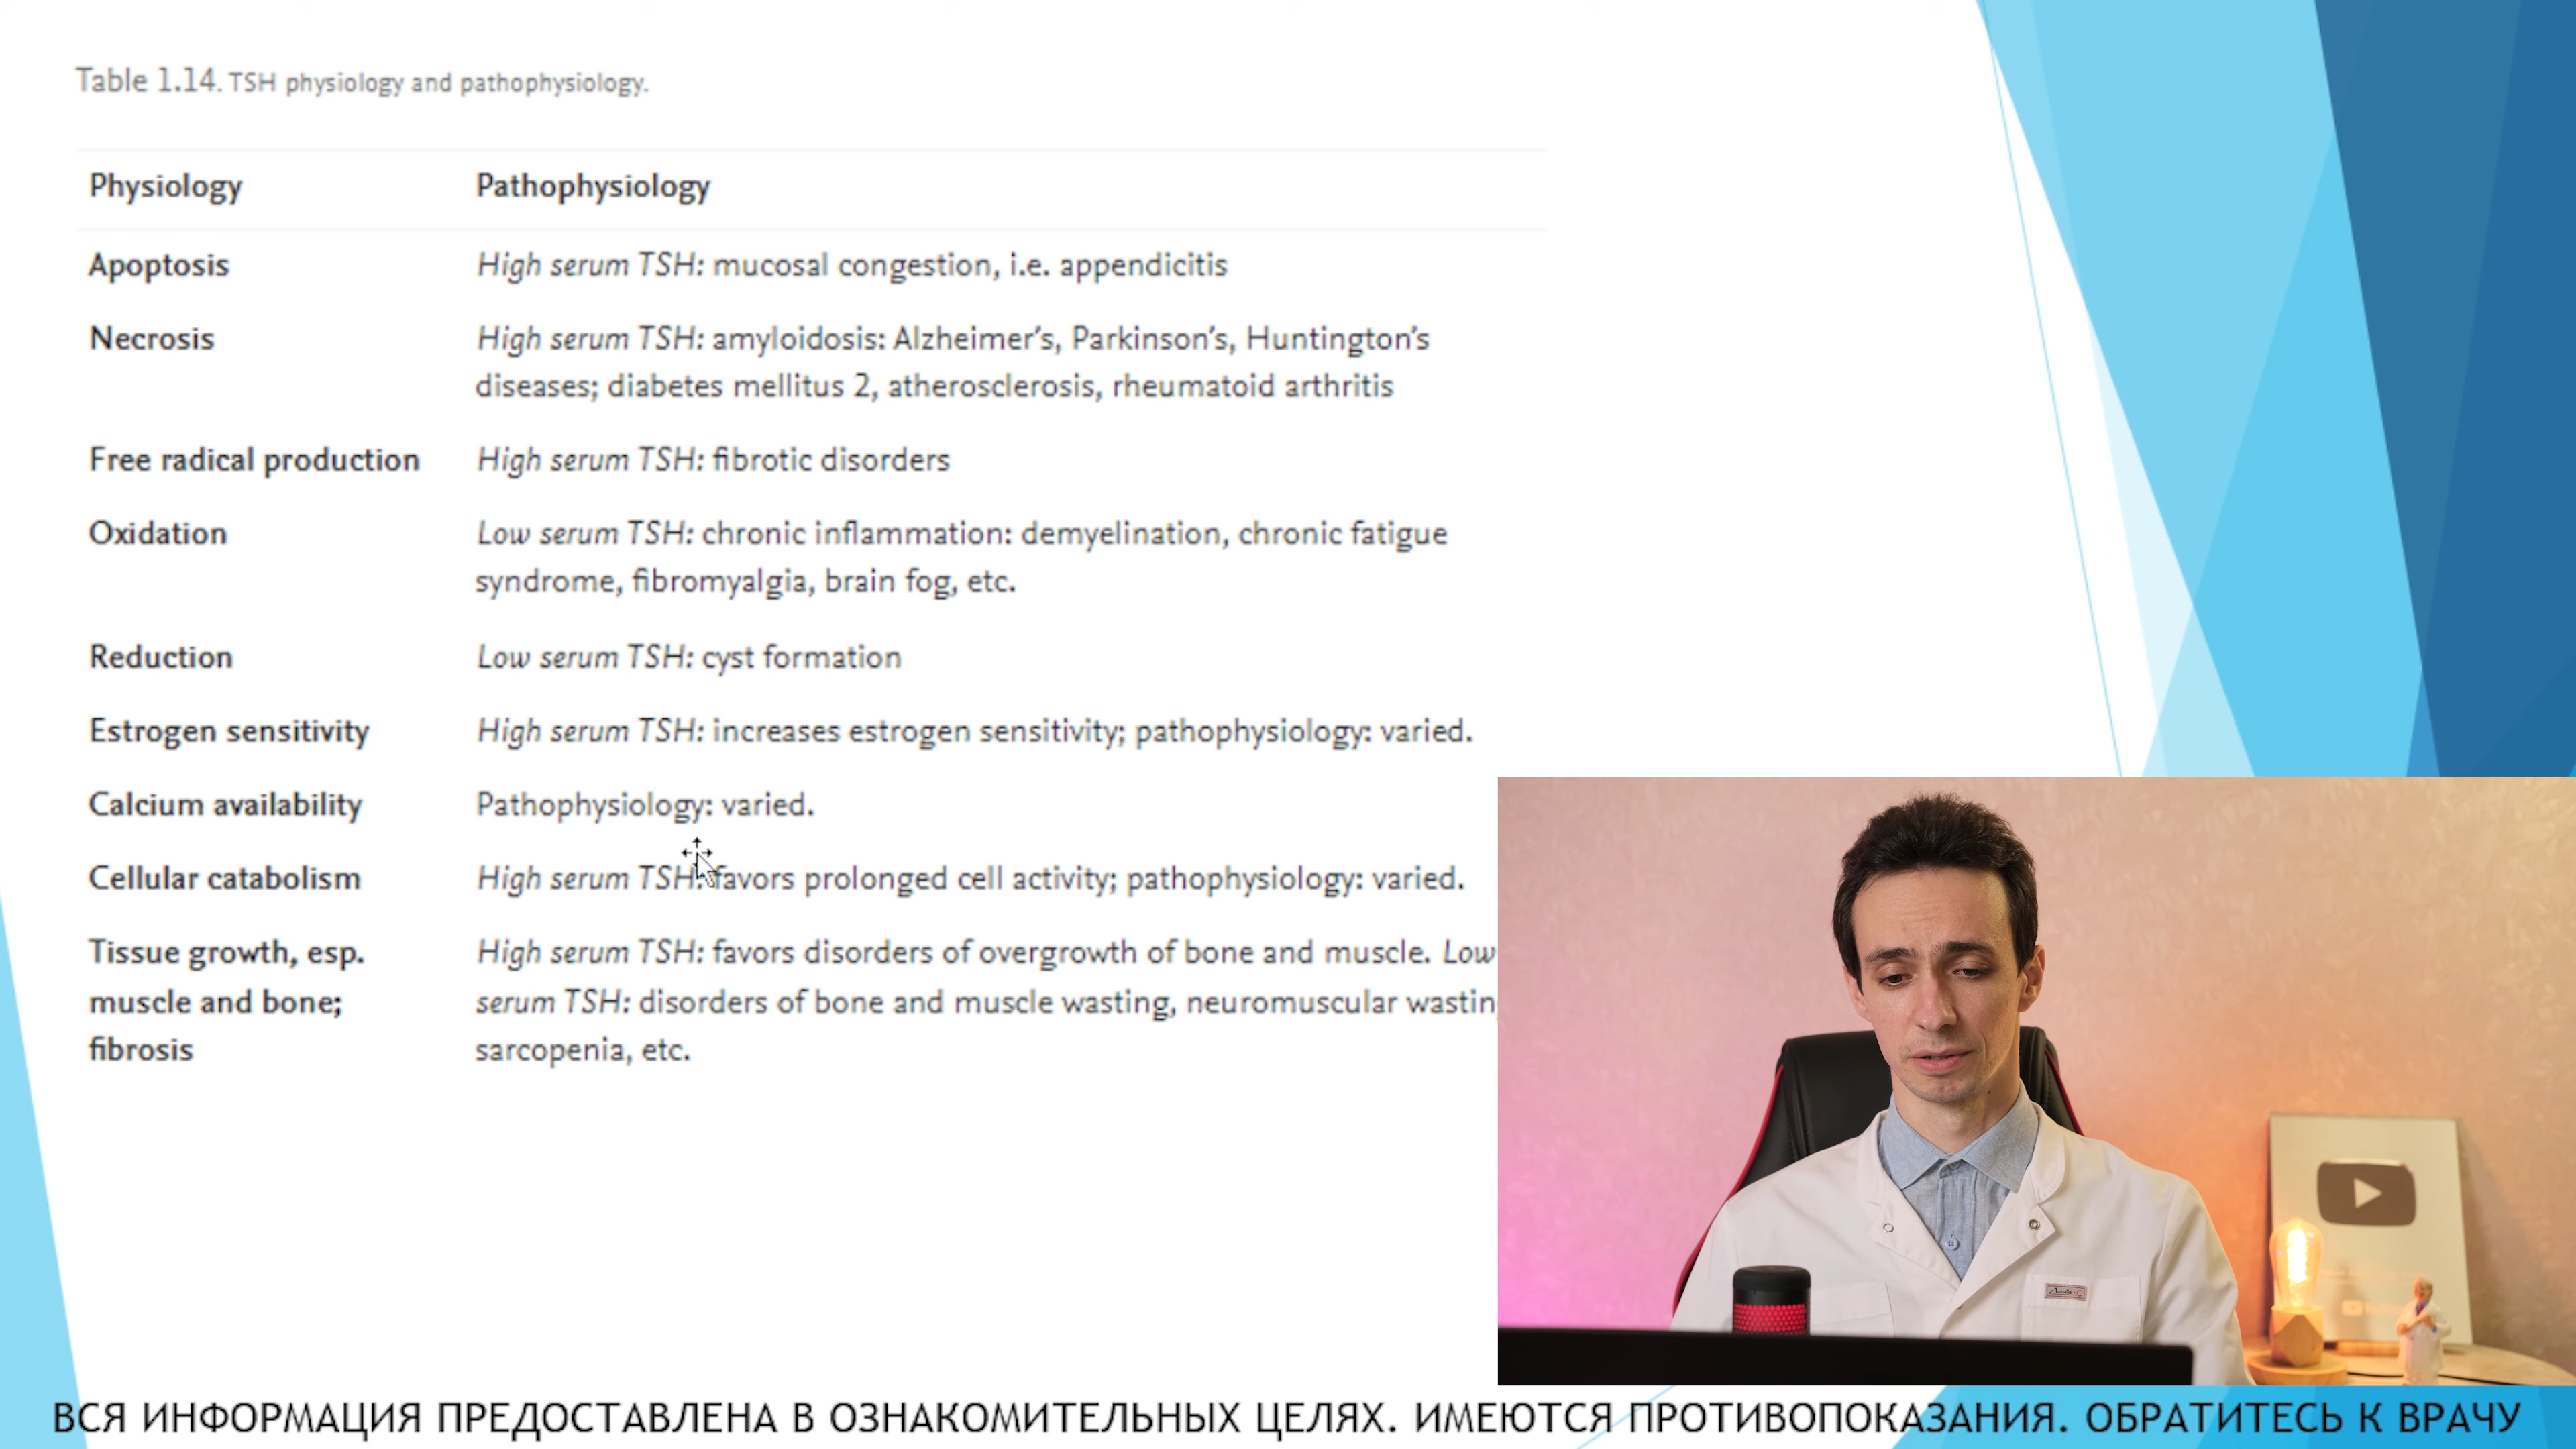 Table 1.14. TSH physiology and pathophysiology.
Physiology Pathophysiology
Apoptosis High serum TSH: mucosal congestion, i.e. appendicitis
Necrosis High serum TSH: amyloidosis: Alzheimer's, Parkinson's, Huntington's
diseases; diabetes mellitus 2, atherosclerosis, rheumatoid arthritis
Free radical production High serum TSH: fibrotic disorders
Oxidation Low serum TSH: chronic inflammation: demyelination, chronic fatigue
syndrome, fibromyalgia, brain fog, etc.
Reduction Low serum TSH: cyst formation
Estrogen sensitivity High serum TSH: increases estrogen sensitivity; pathophysiology: varied.
Calcium availability Pathophysiology: varied.
Cellular catabolism High serum TSH: favors prolonged cell activity; pathophysiology: varied.
Tissue growth, esp. High serum TSH: favors disorders of overgrowth of bone and muscle. Low
muscle and bone; serum TSH: disorders of bone and muscle wasting, neuromuscular wastin
fibrosis sarcopenia, etc.
ВСЯ ИНФОРМАЦИЯ ПРЕДОСТАВЛЕНА В ОЗНАКОМИТЕЛЬНЫХ ЦЕЛЯХ. ИМЕЮТСЯ ПРОТИВОПОКАЗАНИЯ. ОБРАТИТЕСЬ К ВРАЧУ